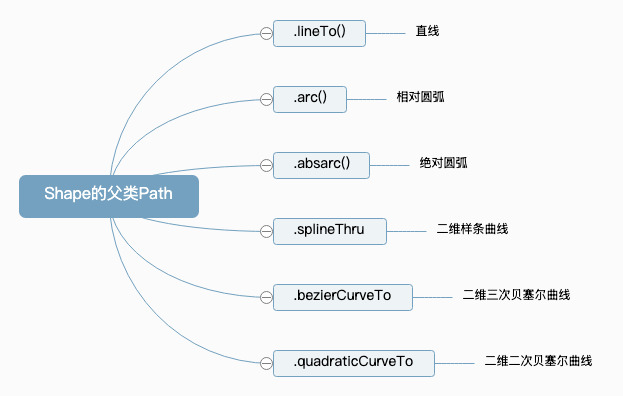 .lineTo()
直线
.arc()
相对圆弧
.absarc()
绝对圆弧
Shape的父类Path
.splineThru
二维样条曲线
.bezierCurveTo
二维三次贝塞尔曲线
.quadraticCurveTo
二维二次贝塞尔曲线